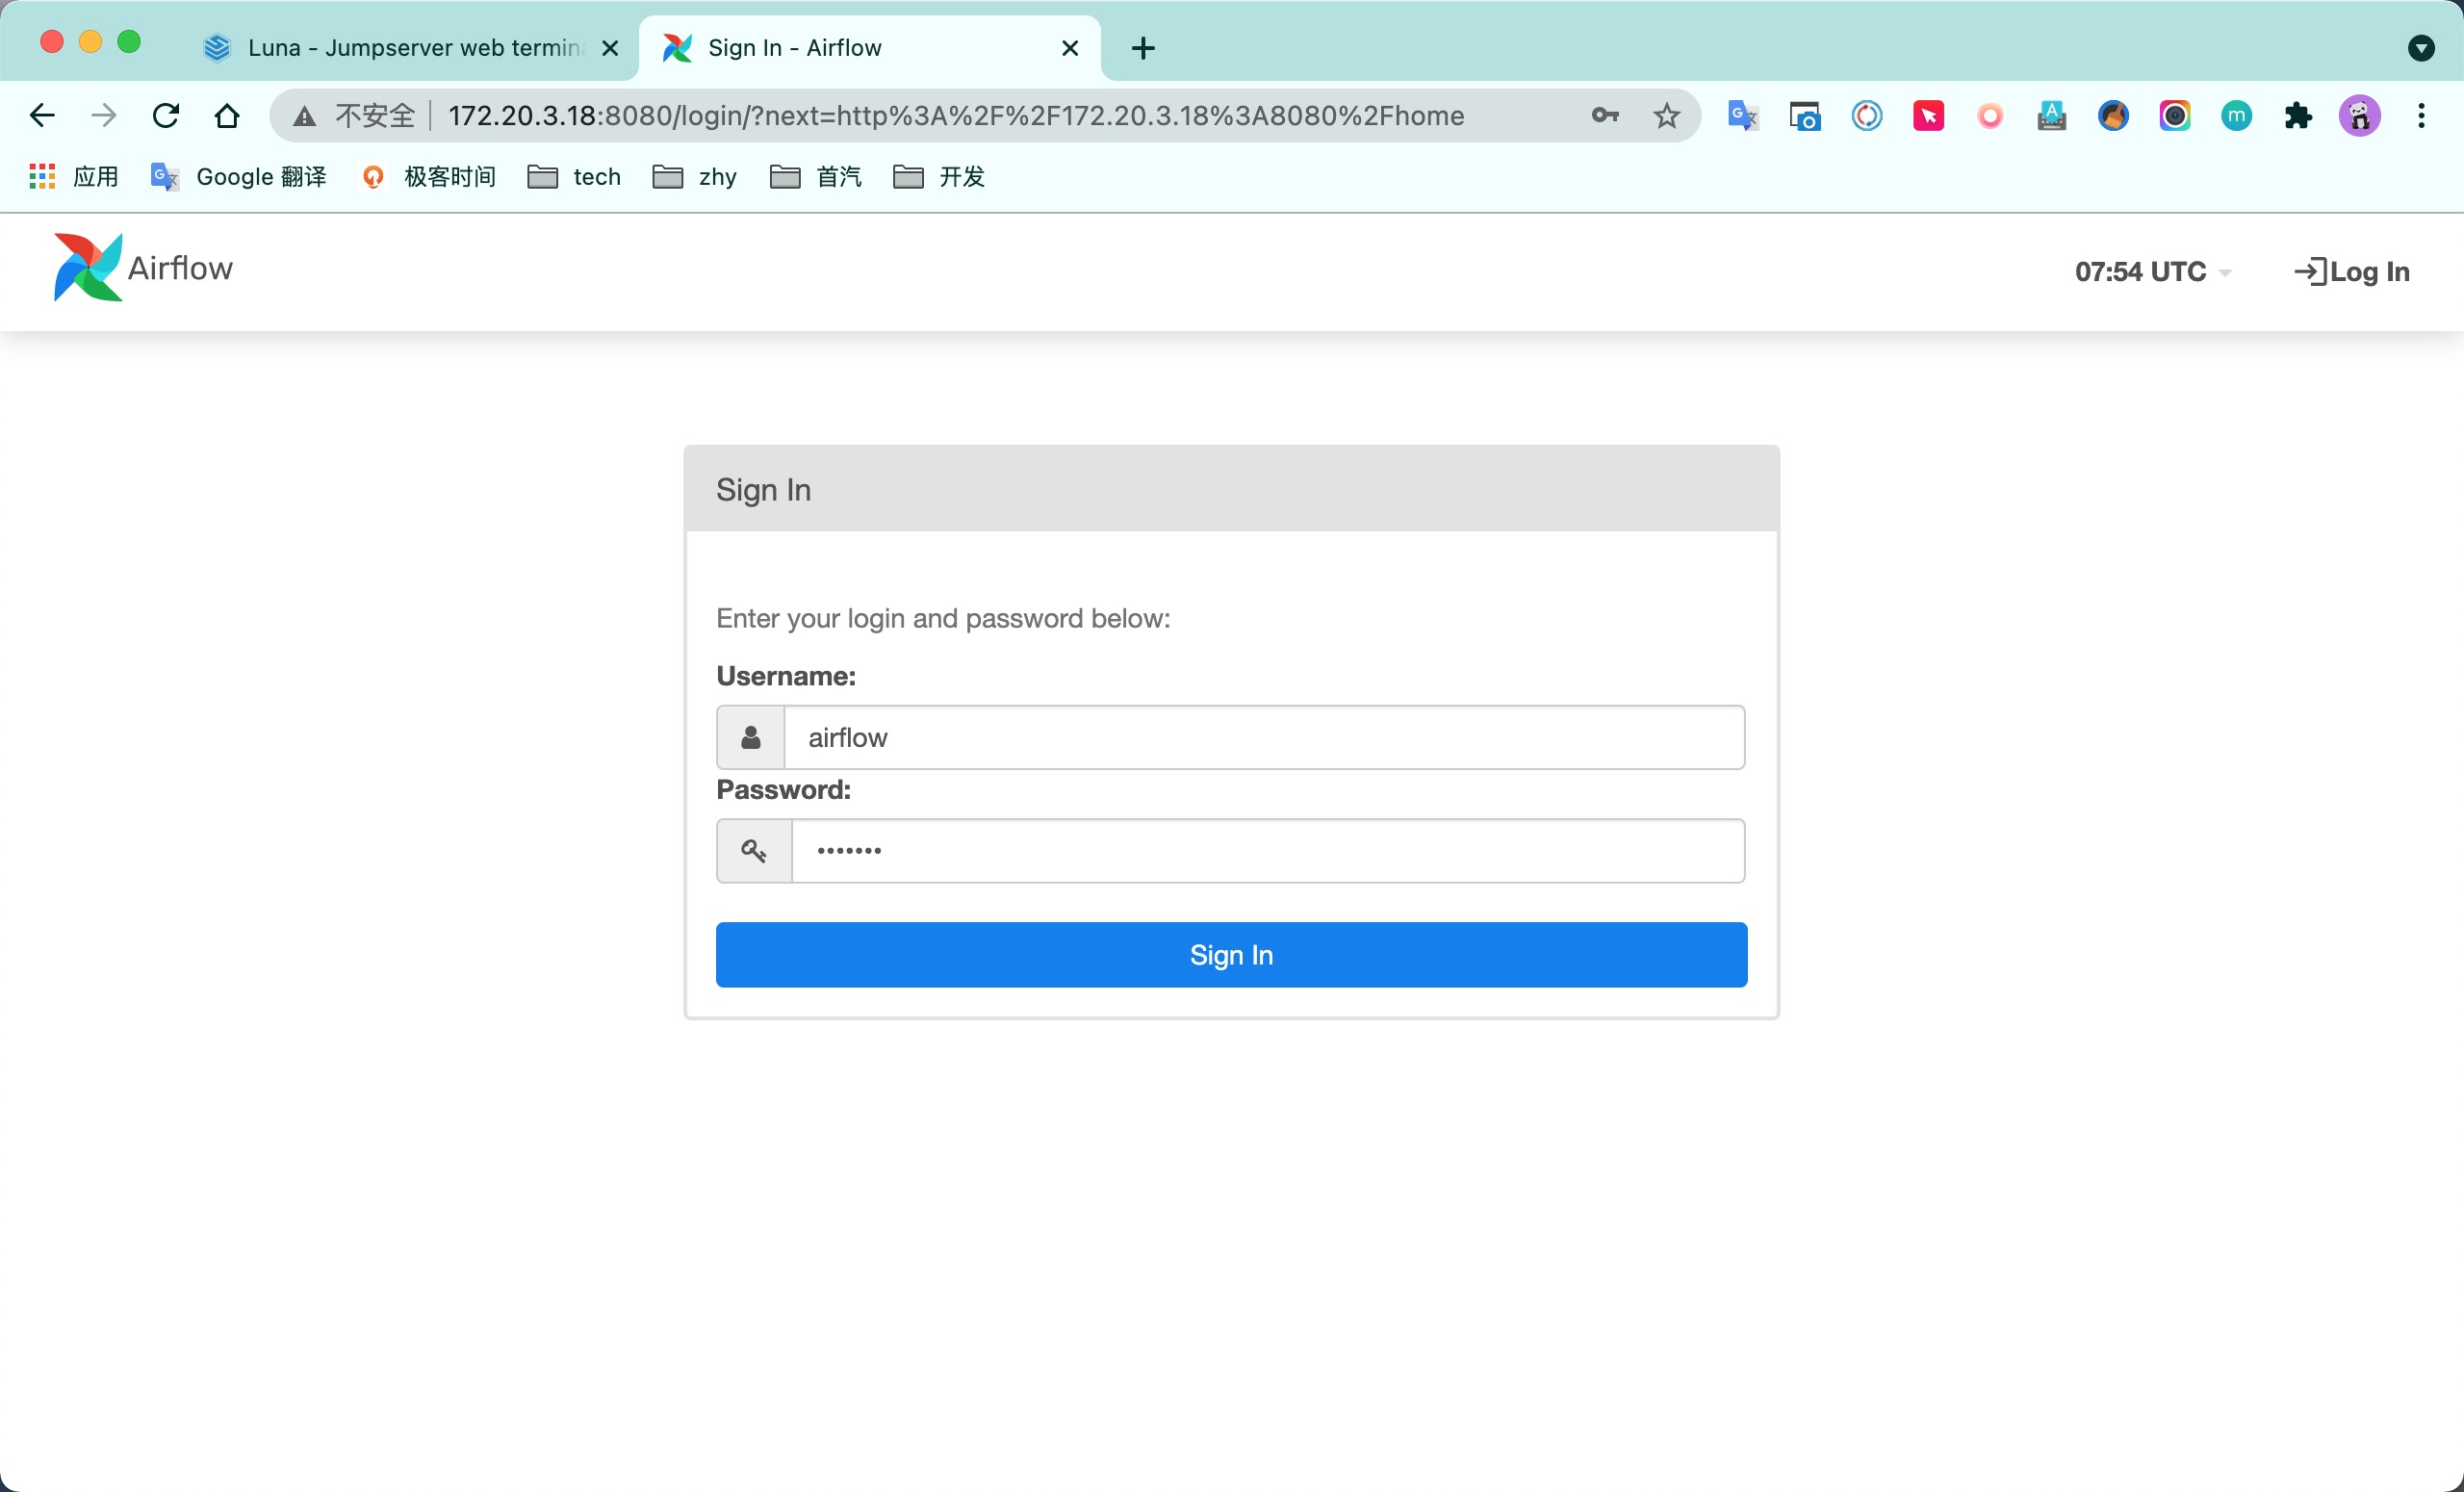 Luna - Jumpserver web termin
Sign In - Airflow
不安全 172.20.3.18:8080/login/?next=http%3A%2F%2F172.20.3.18%3A8080%2Fhome
应用 Google 翻译 极客时间 tech zhy 首汽 开发
Airflow
07:54 UTC
Log In
Sign In
Enter your login and password below:
Username:
airflow
Password:
•••••••
Sign In